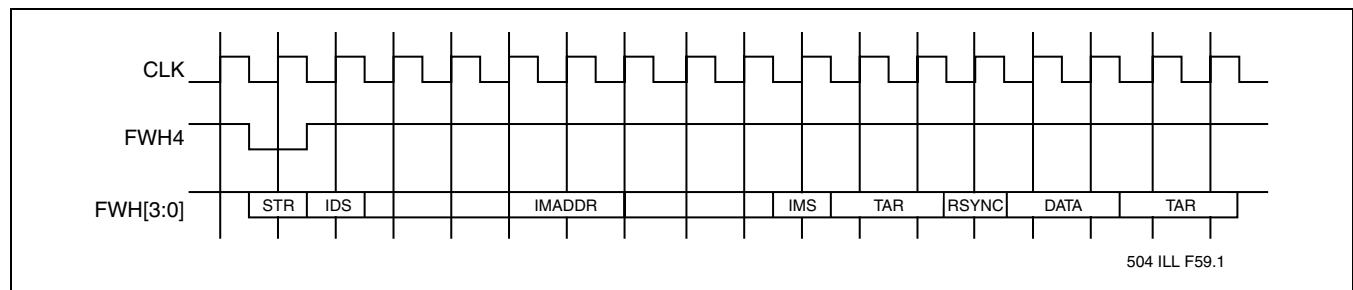 CLK
FWH4
FWH[3:0]
STR IDS IMADDR IMS TAR RSYNC DATA TAR
504 ILL F59.1